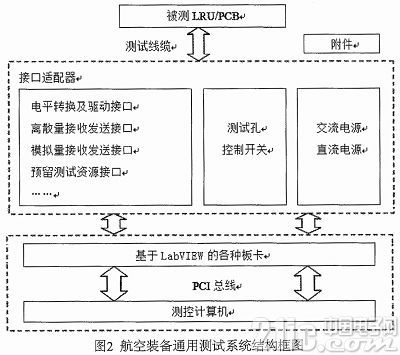 被测 LRU/PCB
测试线缆
附件
接口适配器
电平转换及驱动接口
离散量接收发送接口
模拟量接收发送接口
预留测试资源接口
……
测试孔
控制开关
交流电源
直流电源
基于 LabVIEW 的各种板卡
PCI 总线
测控计算机
图2 航空装备通用测试系统结构框图